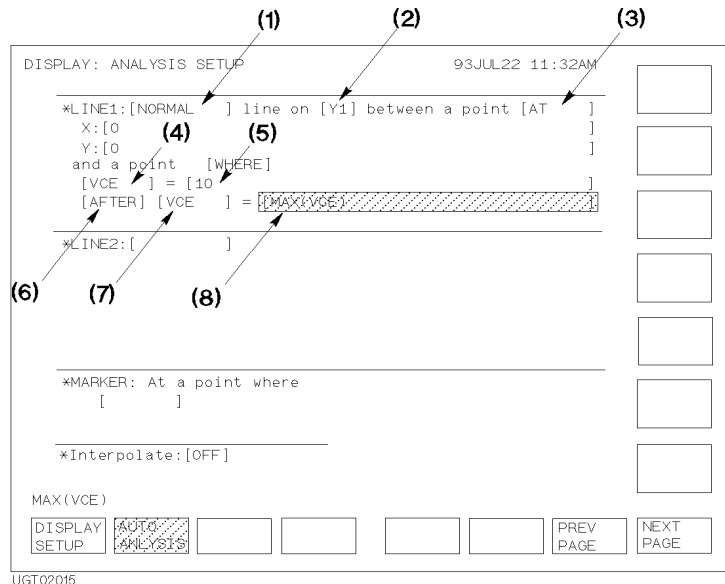 (1) (2) (3)
DISPLAY: ANALYSIS SETUP 93JUL22 11:32AM
*LINE1:[NORMAL ] line on [Y1] between a point [AT ]
X:[0 ]
(4) (5)
Y:[0 ]
and a point [WHERE]
[VCE ] = [10 ]
[AFTER] [VCE ] = [MAX(VCE) ]
*LINE2:[ ]
(6) (7) (8)
*MARKER: At a point where
[ ]
*Interpolate:[OFF]
MAX(VCE)
DISPLAY SETUP
AUTO ANLYSIS
PREV PAGE
NEXT PAGE
UGT02015